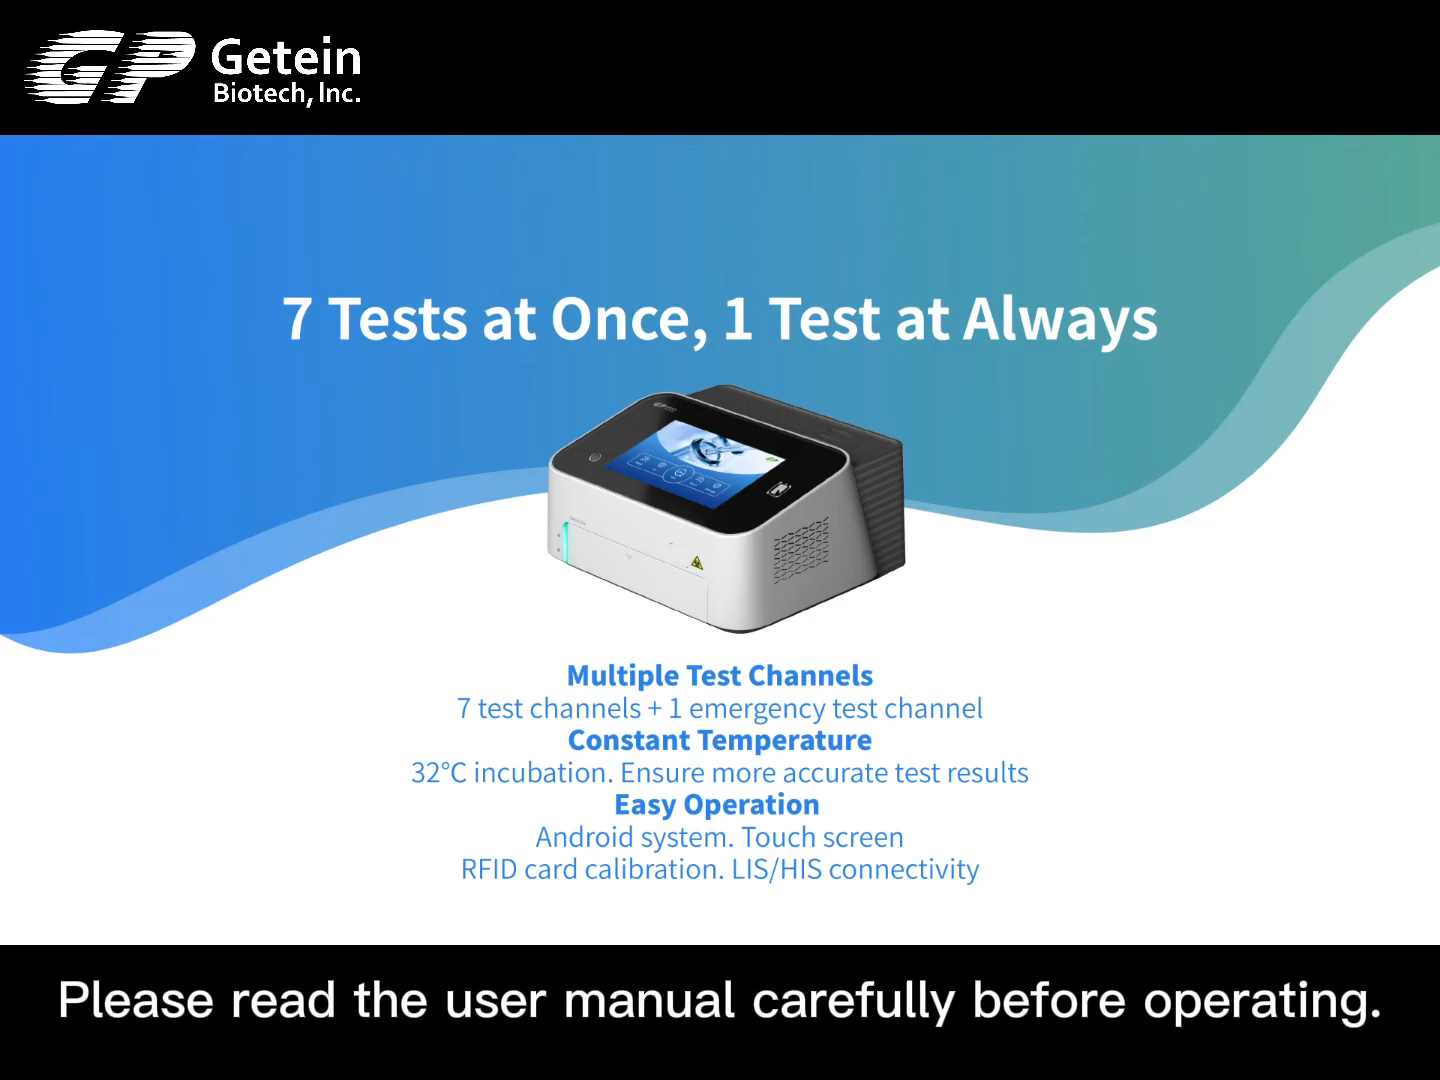 GP Getein
Biotech, Inc.
7 Tests at Once, 1 Test at Always
Multiple Test Channels
7 test channels + 1 emergency test channel
Constant Temperature
32°C incubation. Ensure more accurate test results
Easy Operation
Android system. Touch screen
RFID card calibration. LIS/HIS connectivity
Please read the user manual carefully before operating.